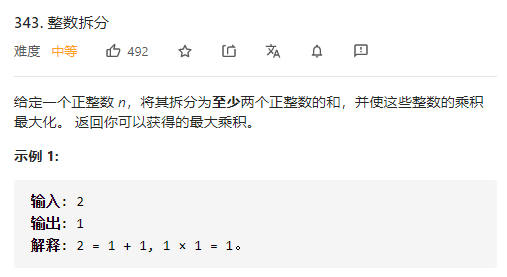 343. 整数拆分
难度 中等 492
给定一个正整数 n，将其拆分为至少两个正整数的和，并使这些整数的乘积
最大化。 返回你可以获得的最大乘积。
示例 1:
输入: 2
输出: 1
解释: 2 = 1 + 1, 1 × 1 = 1。